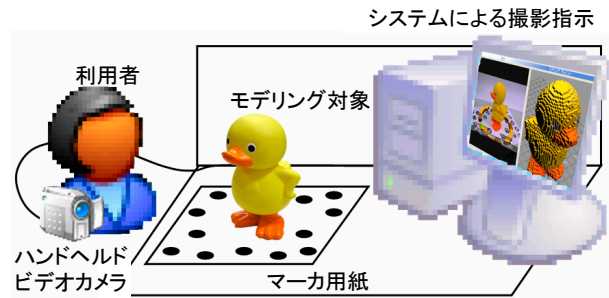 システムによる撮影指示
利用者
モデリング対象
ハンドヘルド
ビデオカメラ
マーカ用紙